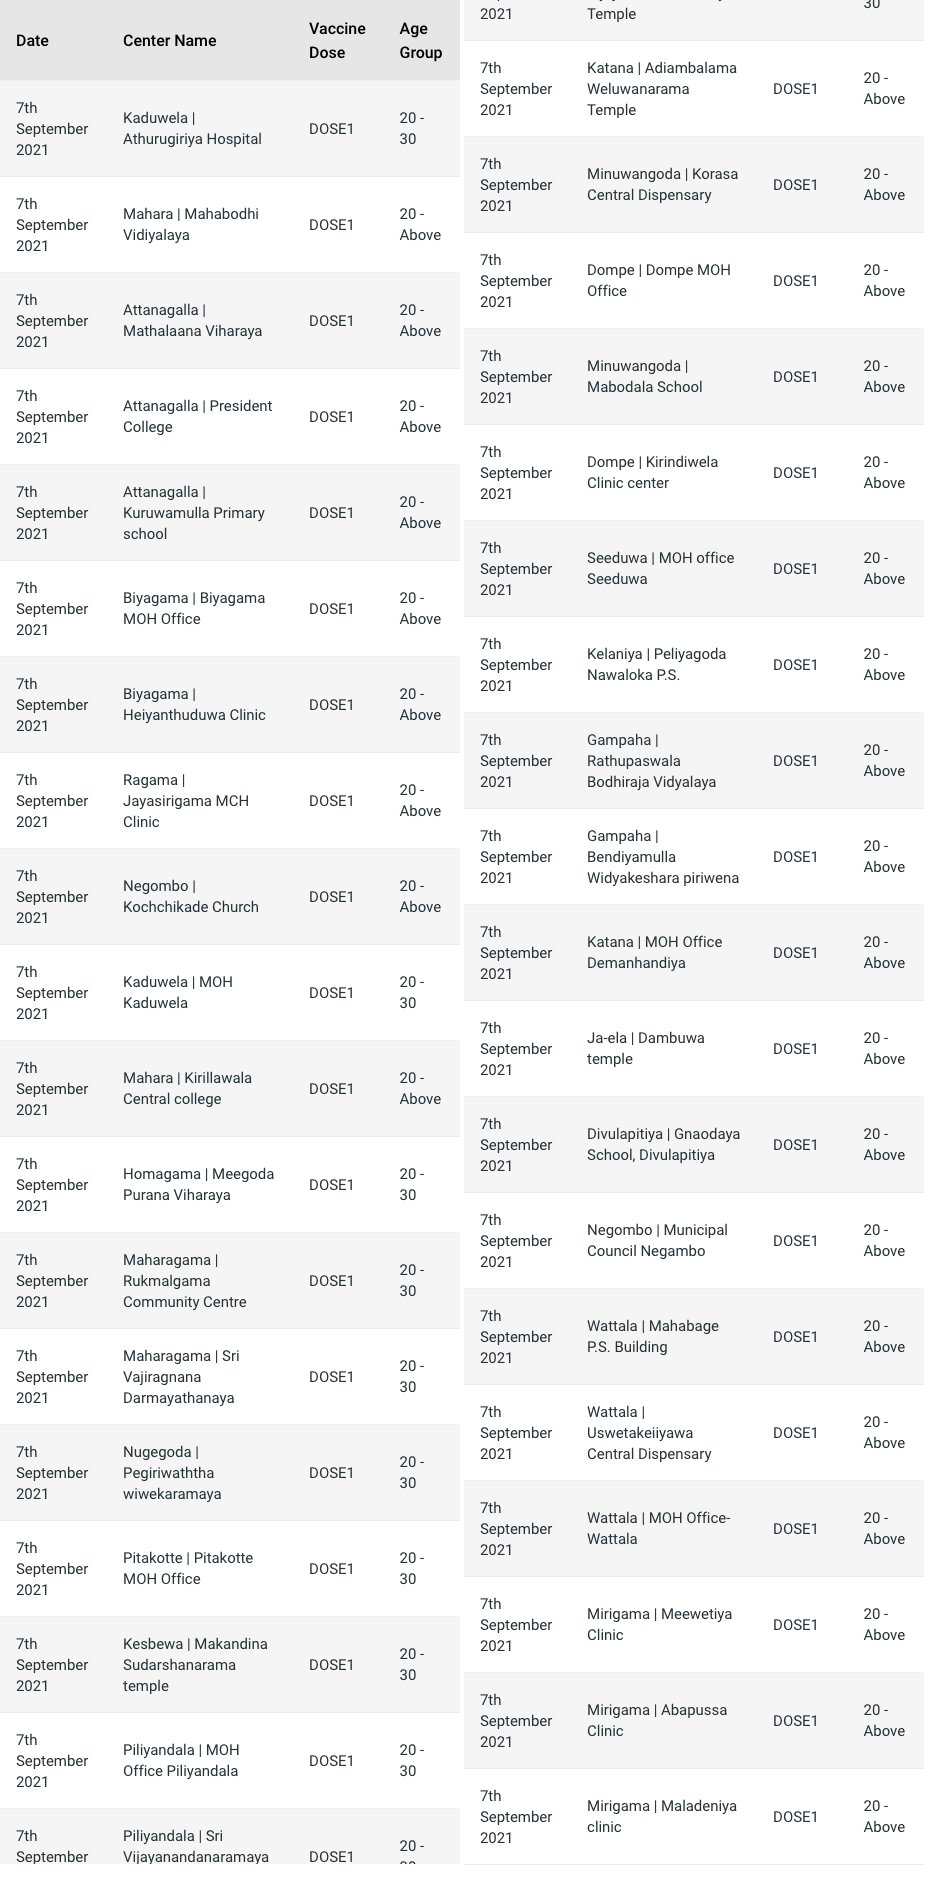 Date Center Name Vaccine Dose Age Group
7th September 2021 Kaduwela | Athurugiriya Hospital DOSE1 20 - 30
7th September 2021 Mahara | Mahabodhi Vidiyalaya DOSE1 20 - Above
7th September 2021 Attanagalla | Mathalaana Viharaya DOSE1 20 - Above
7th September 2021 Attanagalla | President College DOSE1 20 - Above
7th September 2021 Attanagalla | Kuruwamulla Primary school DOSE1 20 - Above
7th September 2021 Biyagama | Biyagama MOH Office DOSE1 20 - Above
7th September 2021 Biyagama | Heiyanthuduwa Clinic DOSE1 20 - Above
7th September 2021 Ragama | Jayasirigama MCH Clinic DOSE1 20 - Above
7th September 2021 Negombo | Kochchikade Church DOSE1 20 - Above
7th September 2021 Kaduwela | MOH Kaduwela DOSE1 20 - 30
7th September 2021 Mahara | Kirillawala Central college DOSE1 20 - Above
7th September 2021 Homagama | Meegoda Purana Viharaya DOSE1 20 - 30
7th September 2021 Maharagama | Rukmalgama Community Centre DOSE1 20 - 30
7th September 2021 Maharagama | Sri Vajiragnana Darmayathanaya DOSE1 20 - 30
7th September 2021 Nugegoda | Pegiriwaththa wiwekaramaya DOSE1 20 - 30
7th September 2021 Pitakotte | Pitakotte MOH Office DOSE1 20 - 30
7th September 2021 Kesbewa | Makandina Sudarshanarama temple DOSE1 20 - 30
7th September 2021 Piliyandala | MOH Office Piliyandala DOSE1 20 - 30
7th September Piliyandala | Sri Vijayanandanaramaya DOSE1 20 -
2021 Temple 30
7th September 2021 Katana | Adiambalama Weluwanarama Temple DOSE1 20 - Above
7th September 2021 Minuwangoda | Korasa Central Dispensary DOSE1 20 - Above
7th September 2021 Dompe | Dompe MOH Office DOSE1 20 - Above
7th September 2021 Minuwangoda | Mabodala School DOSE1 20 - Above
7th September 2021 Dompe | Kirindiwela Clinic center DOSE1 20 - Above
7th September 2021 Seeduwa | MOH office Seeduwa DOSE1 20 - Above
7th September 2021 Kelaniya | Peliyagoda Nawaloka P.S. DOSE1 20 - Above
7th September 2021 Gampaha | Rathupaswala Bodhiraja Vidyalaya DOSE1 20 - Above
7th September 2021 Gampaha | Bendiyamulla Widyakeshara piriwena DOSE1 20 - Above
7th September 2021 Katana | MOH Office Demanhandiya DOSE1 20 - Above
7th September 2021 Ja-ela | Dambuwa temple DOSE1 20 - Above
7th September 2021 Divulapitiya | Gnaodaya School, Divulapitiya DOSE1 20 - Above
7th September 2021 Negombo | Municipal Council Negambo DOSE1 20 - Above
7th September 2021 Wattala | Mahabage P.S. Building DOSE1 20 - Above
7th September 2021 Wattala | Uswetakeiiyawa Central Dispensary DOSE1 20 - Above
7th September 2021 Wattala | MOH Office- Wattala DOSE1 20 - Above
7th September 2021 Mirigama | Meewetiya Clinic DOSE1 20 - Above
7th September 2021 Mirigama | Abapussa Clinic DOSE1 20 - Above
7th September 2021 Mirigama | Maladeniya clinic DOSE1 20 - Above